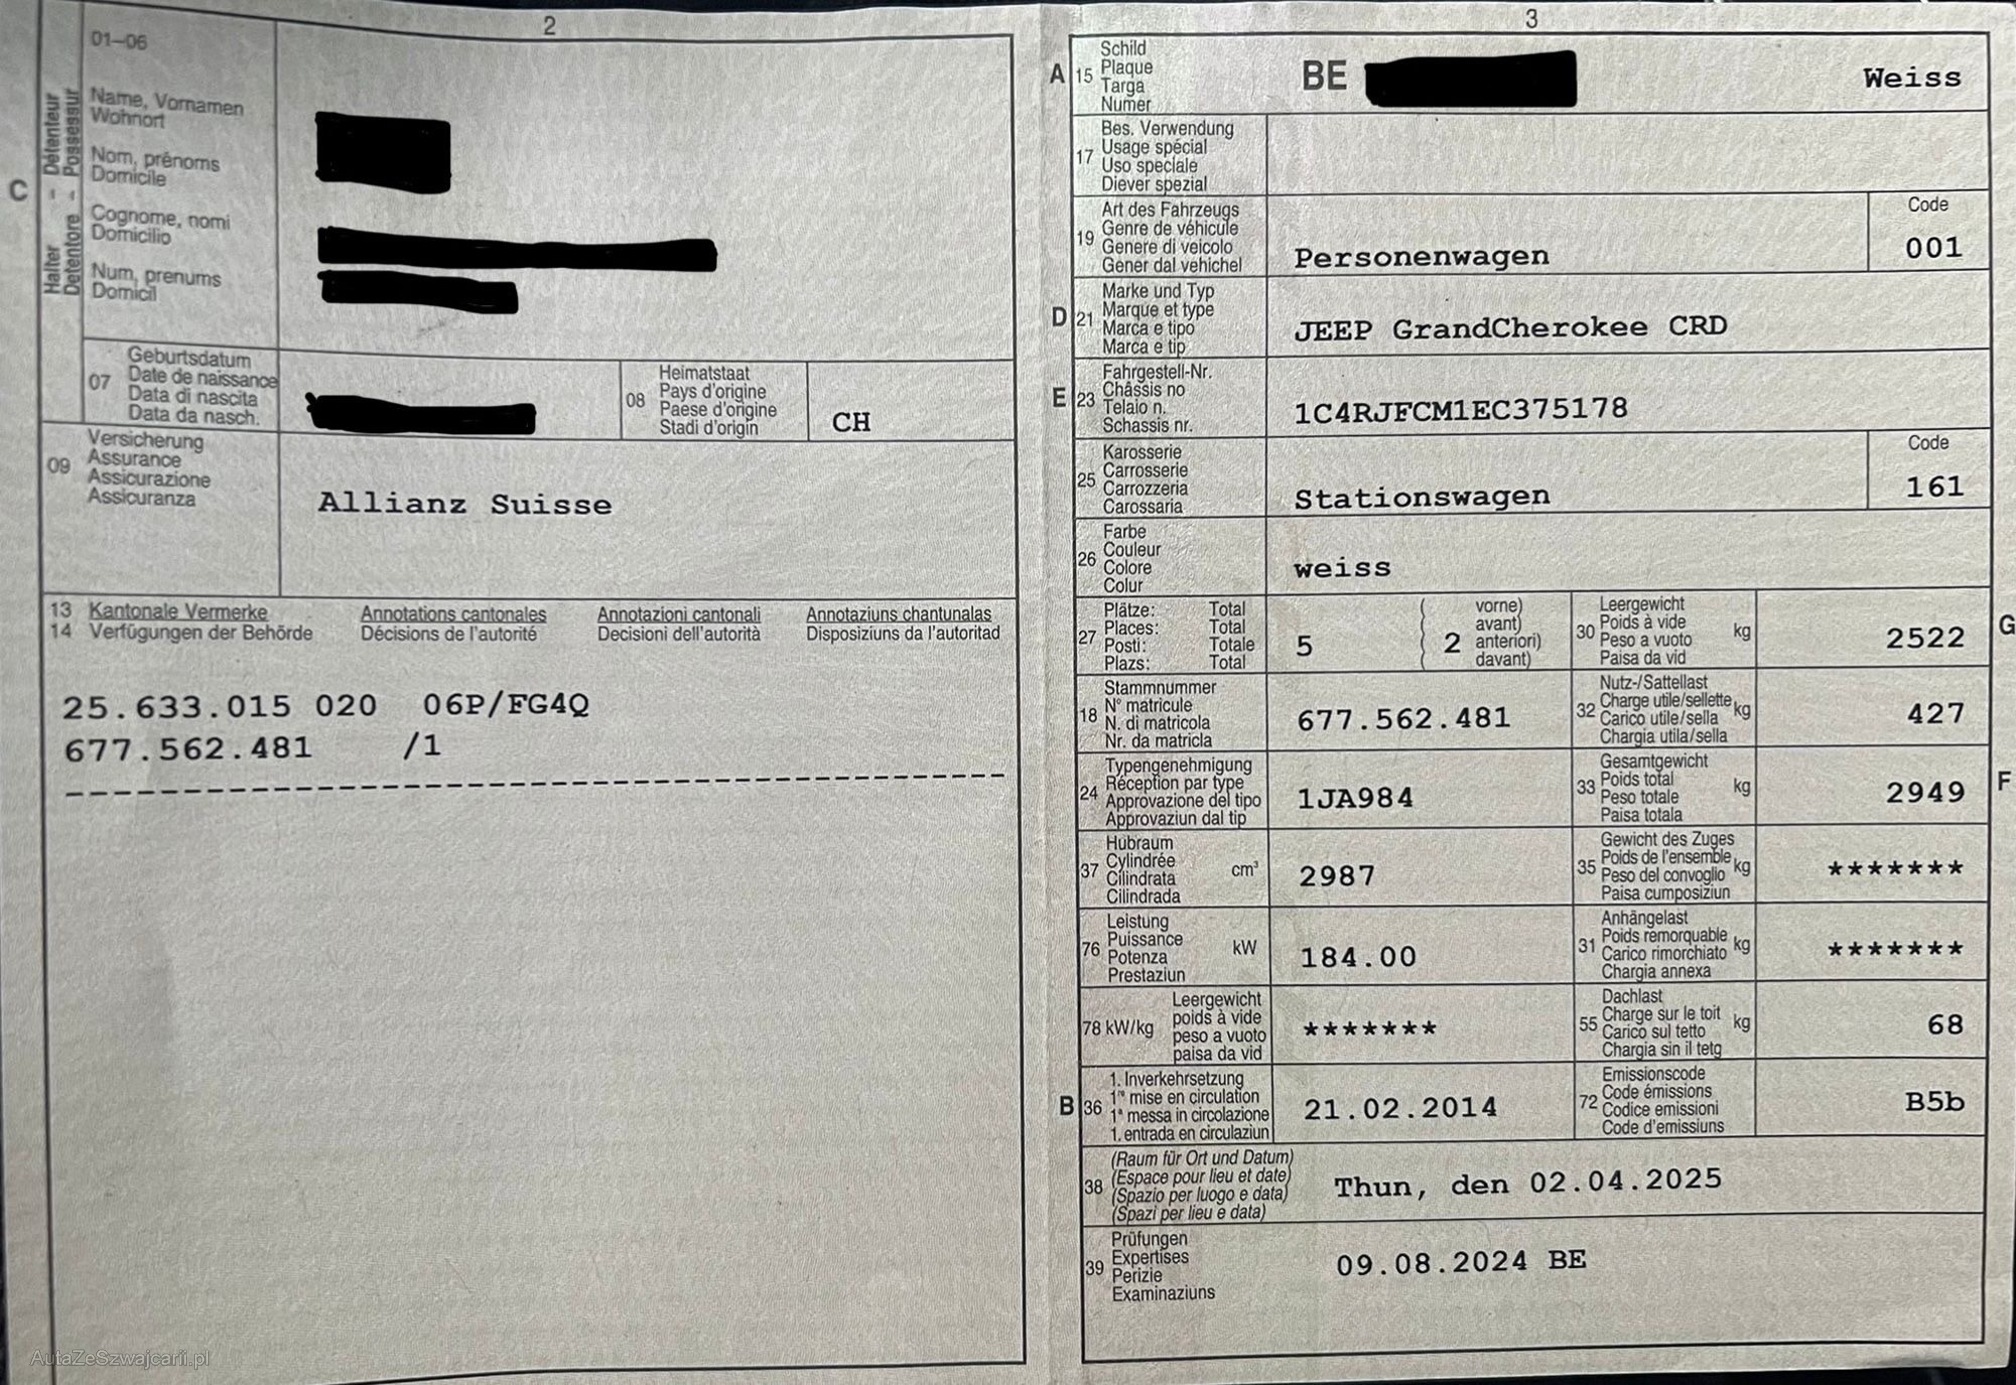 2
01–06
Halter – Détenteur
Detentore – Possessur
C
Name, Vornamen
Wohnort
Nom, prénoms
Domicile
Cognome, nomi
Domicilio
Num, prenums
Domicil
07
Geburtsdatum
Date de naissance
Data di nascita
Data da nasch.
08
Heimatstaat
Pays d'origine
Paese d'origine
Stadi d'origin
CH
09
Versicherung
Assurance
Assicurazione
Assicuranza
Allianz Suisse
13 Kantonale Vermerke Annotations cantonales Annotazioni cantonali Annotaziuns chantunalas
14 Verfügungen der Behörde Décisions de l'autorité Decisioni dell'autorità Disposiziuns da l'autoritad
25.633.015 020 06P/FG4Q
677.562.481 /1
AutaZeSzwajcarii.pl
3
A 15
Schild
Plaque
Targa
Numer
BE Weiss
17
Bes. Verwendung
Usage spécial
Uso speciale
Diever spezial
19
Art des Fahrzeugs
Genre de véhicule
Genere di veicolo
Gener dal vehichel
Personenwagen
Code
001
D 21
Marke und Typ
Marque et type
Marca e tipo
Marca e tip
JEEP GrandCherokee CRD
E 23
Fahrgestell-Nr.
Châssis no
Telaio n.
Schassis nr.
1C4RJFCM1EC375178
25
Karosserie
Carrosserie
Carrozzeria
Carossaria
Stationswagen
Code
161
26
Farbe
Couleur
Colore
Colur
weiss
27
Plätze: Total
Places: Total
Posti: Totale
Plazs: Total
5
2
vorne)
avant)
anteriori)
davant)
30
Leergewicht
Poids à vide
Peso a vuoto
Paisa da vid
kg
2522
G
18
Stammnummer
N° matricule
N. di matricola
Nr. da matricla
677.562.481
32
Nutz-/Sattellast
Charge utile/sellette
Carico utile/sella
Chargia utila/sella
kg
427
24
Typengenehmigung
Réception par type
Approvazione del tipo
Approvaziun dal tip
1JA984
33
Gesamtgewicht
Poids total
Peso totale
Paisa totala
kg
2949
F
37
Hubraum
Cylindrée
Cilindrata
Cilindrada
cm³
2987
35
Gewicht des Zuges
Poids de l'ensemble
Peso del convoglio
Paisa cumposiziun
kg
*******
76
Leistung
Puissance
Potenza
Prestaziun
kW
184.00
31
Anhängelast
Poids remorquable
Carico rimorchiato
Chargia annexa
kg
*******
78 kW/kg
Leergewicht
poids à vide
peso a vuoto
paisa da vid
*******
55
Dachlast
Charge sur le toit
Carico sul tetto
Chargia sin il tetg
kg
68
B 36
1. Inverkehrsetzung
1re mise en circulation
1a messa in circolazione
1. entrada en circulaziun
21.02.2014
72
Emissionscode
Code émissions
Codice emissioni
Code d'emissiuns
B5b
38
(Raum für Ort und Datum)
(Espace pour lieu et date)
(Spazio per luogo e data)
(Spazi per lieu e data)
Thun, den 02.04.2025
39
Prüfungen
Expertises
Perizie
Examinaziuns
09.08.2024 BE